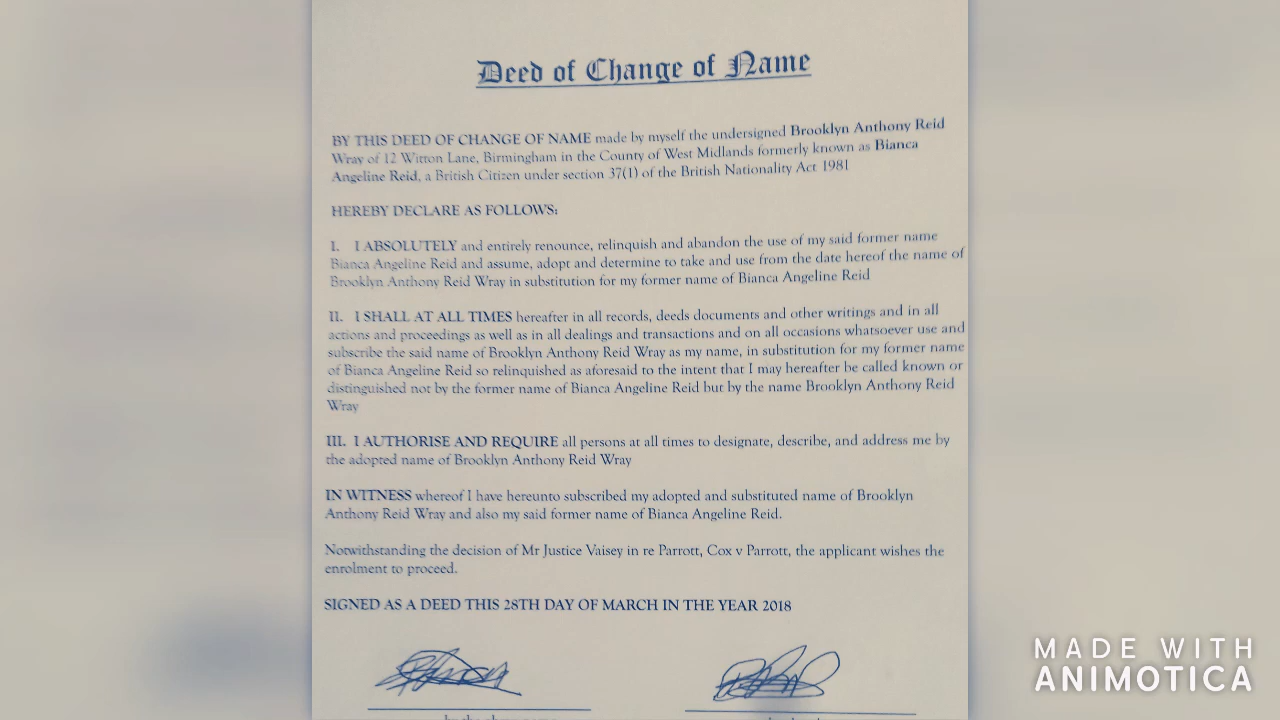 Deed of Change of Name
BY THIS DEED OF CHANGE OF NAME made by myself the undersigned Brooklyn Anthony Reid
Wray of 12 Witton Lane, Birmingham in the County of West Midlands formerly known as Bianca
Angeline Reid, a British Citizen under section 37(1) of the British Nationality Act 1981
HEREBY DECLARE AS FOLLOWS:
I. I ABSOLUTELY and entirely renounce, relinquish and abandon the use of my said former name
Bianca Angeline Reid and assume, adopt and determine to take and use from the date hereof the name of
Brooklyn Anthony Reid Wray in substitution for my former name of Bianca Angeline Reid
II. I SHALL AT ALL TIMES hereafter in all records, deeds documents and other writings and in all
actions and proceedings as well as in all dealings and transactions and on all occasions whatsoever use and
subscribe the said name of Brooklyn Anthony Reid Wray as my name, in substitution for my former name
of Bianca Angeline Reid so relinquished as aforesaid to the intent that I may hereafter be called known or
distinguished not by the former name of Bianca Angeline Reid but by the name Brooklyn Anthony Reid
Wray
III. I AUTHORISE AND REQUIRE all persons at all times to designate, describe, and address me by
the adopted name of Brooklyn Anthony Reid Wray
IN WITNESS whereof I have hereunto subscribed my adopted and substituted name of Brooklyn
Anthony Reid Wray and also my said former name of Bianca Angeline Reid.
Notwithstanding the decision of Mr Justice Vaisey in re Parrott, Cox v Parrott, the applicant wishes the
enrolment to proceed.
SIGNED AS A DEED THIS 28TH DAY OF MARCH IN THE YEAR 2018
MADE WITH
ANIMOTICA